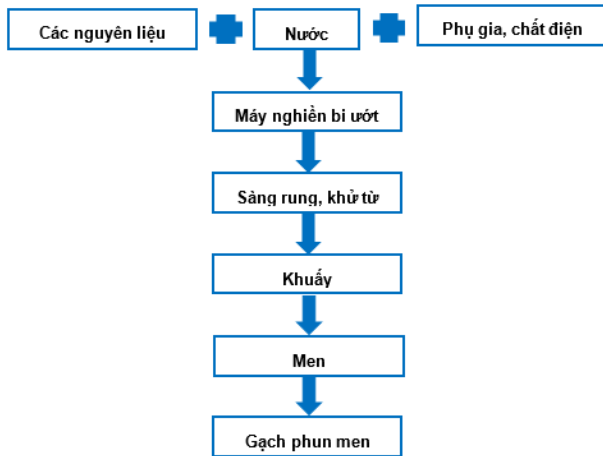 Các nguyên liệu
Nước
Phụ gia, chất điện
Máy nghiền bi ướt
Sàng rung, khử từ
Khuấy
Men
Gạch phun men